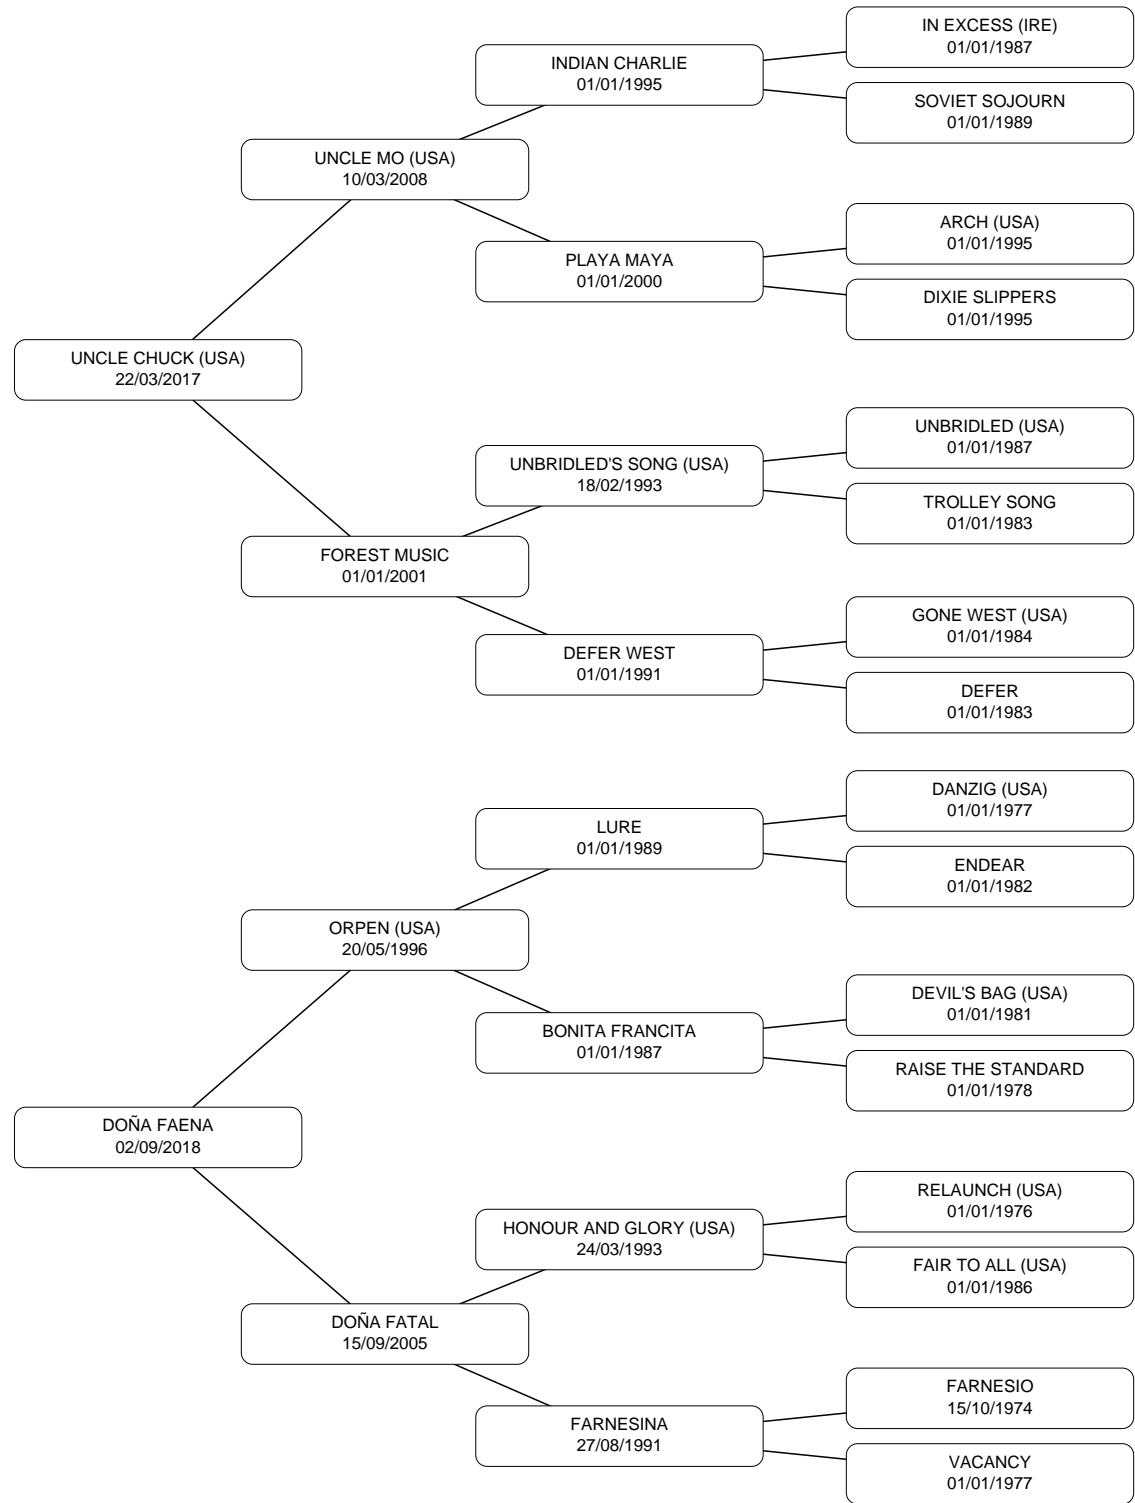 IN EXCESS (IRE)
01/01/1987
INDIAN CHARLIE
01/01/1995
SOVIET SOJOURN
01/01/1989
UNCLE MO (USA)
10/03/2008
ARCH (USA)
01/01/1995
PLAYA MAYA
01/01/2000
DIXIE SLIPPERS
01/01/1995
UNCLE CHUCK (USA)
22/03/2017
UNBRIDLED (USA)
01/01/1987
UNBRIDLED'S SONG (USA)
18/02/1993
TROLLEY SONG
01/01/1983
FOREST MUSIC
01/01/2001
GONE WEST (USA)
01/01/1984
DEFER WEST
01/01/1991
DEFER
01/01/1983
DANZIG (USA)
01/01/1977
LURE
01/01/1989
ENDEAR
01/01/1982
ORPEN (USA)
20/05/1996
DEVIL'S BAG (USA)
01/01/1981
BONITA FRANCITA
01/01/1987
RAISE THE STANDARD
01/01/1978
DOÑA FAENA
02/09/2018
RELAUNCH (USA)
01/01/1976
HONOUR AND GLORY (USA)
24/03/1993
FAIR TO ALL (USA)
01/01/1986
DOÑA FATAL
15/09/2005
FARNESIO
15/10/1974
FARNESINA
27/08/1991
VACANCY
01/01/1977